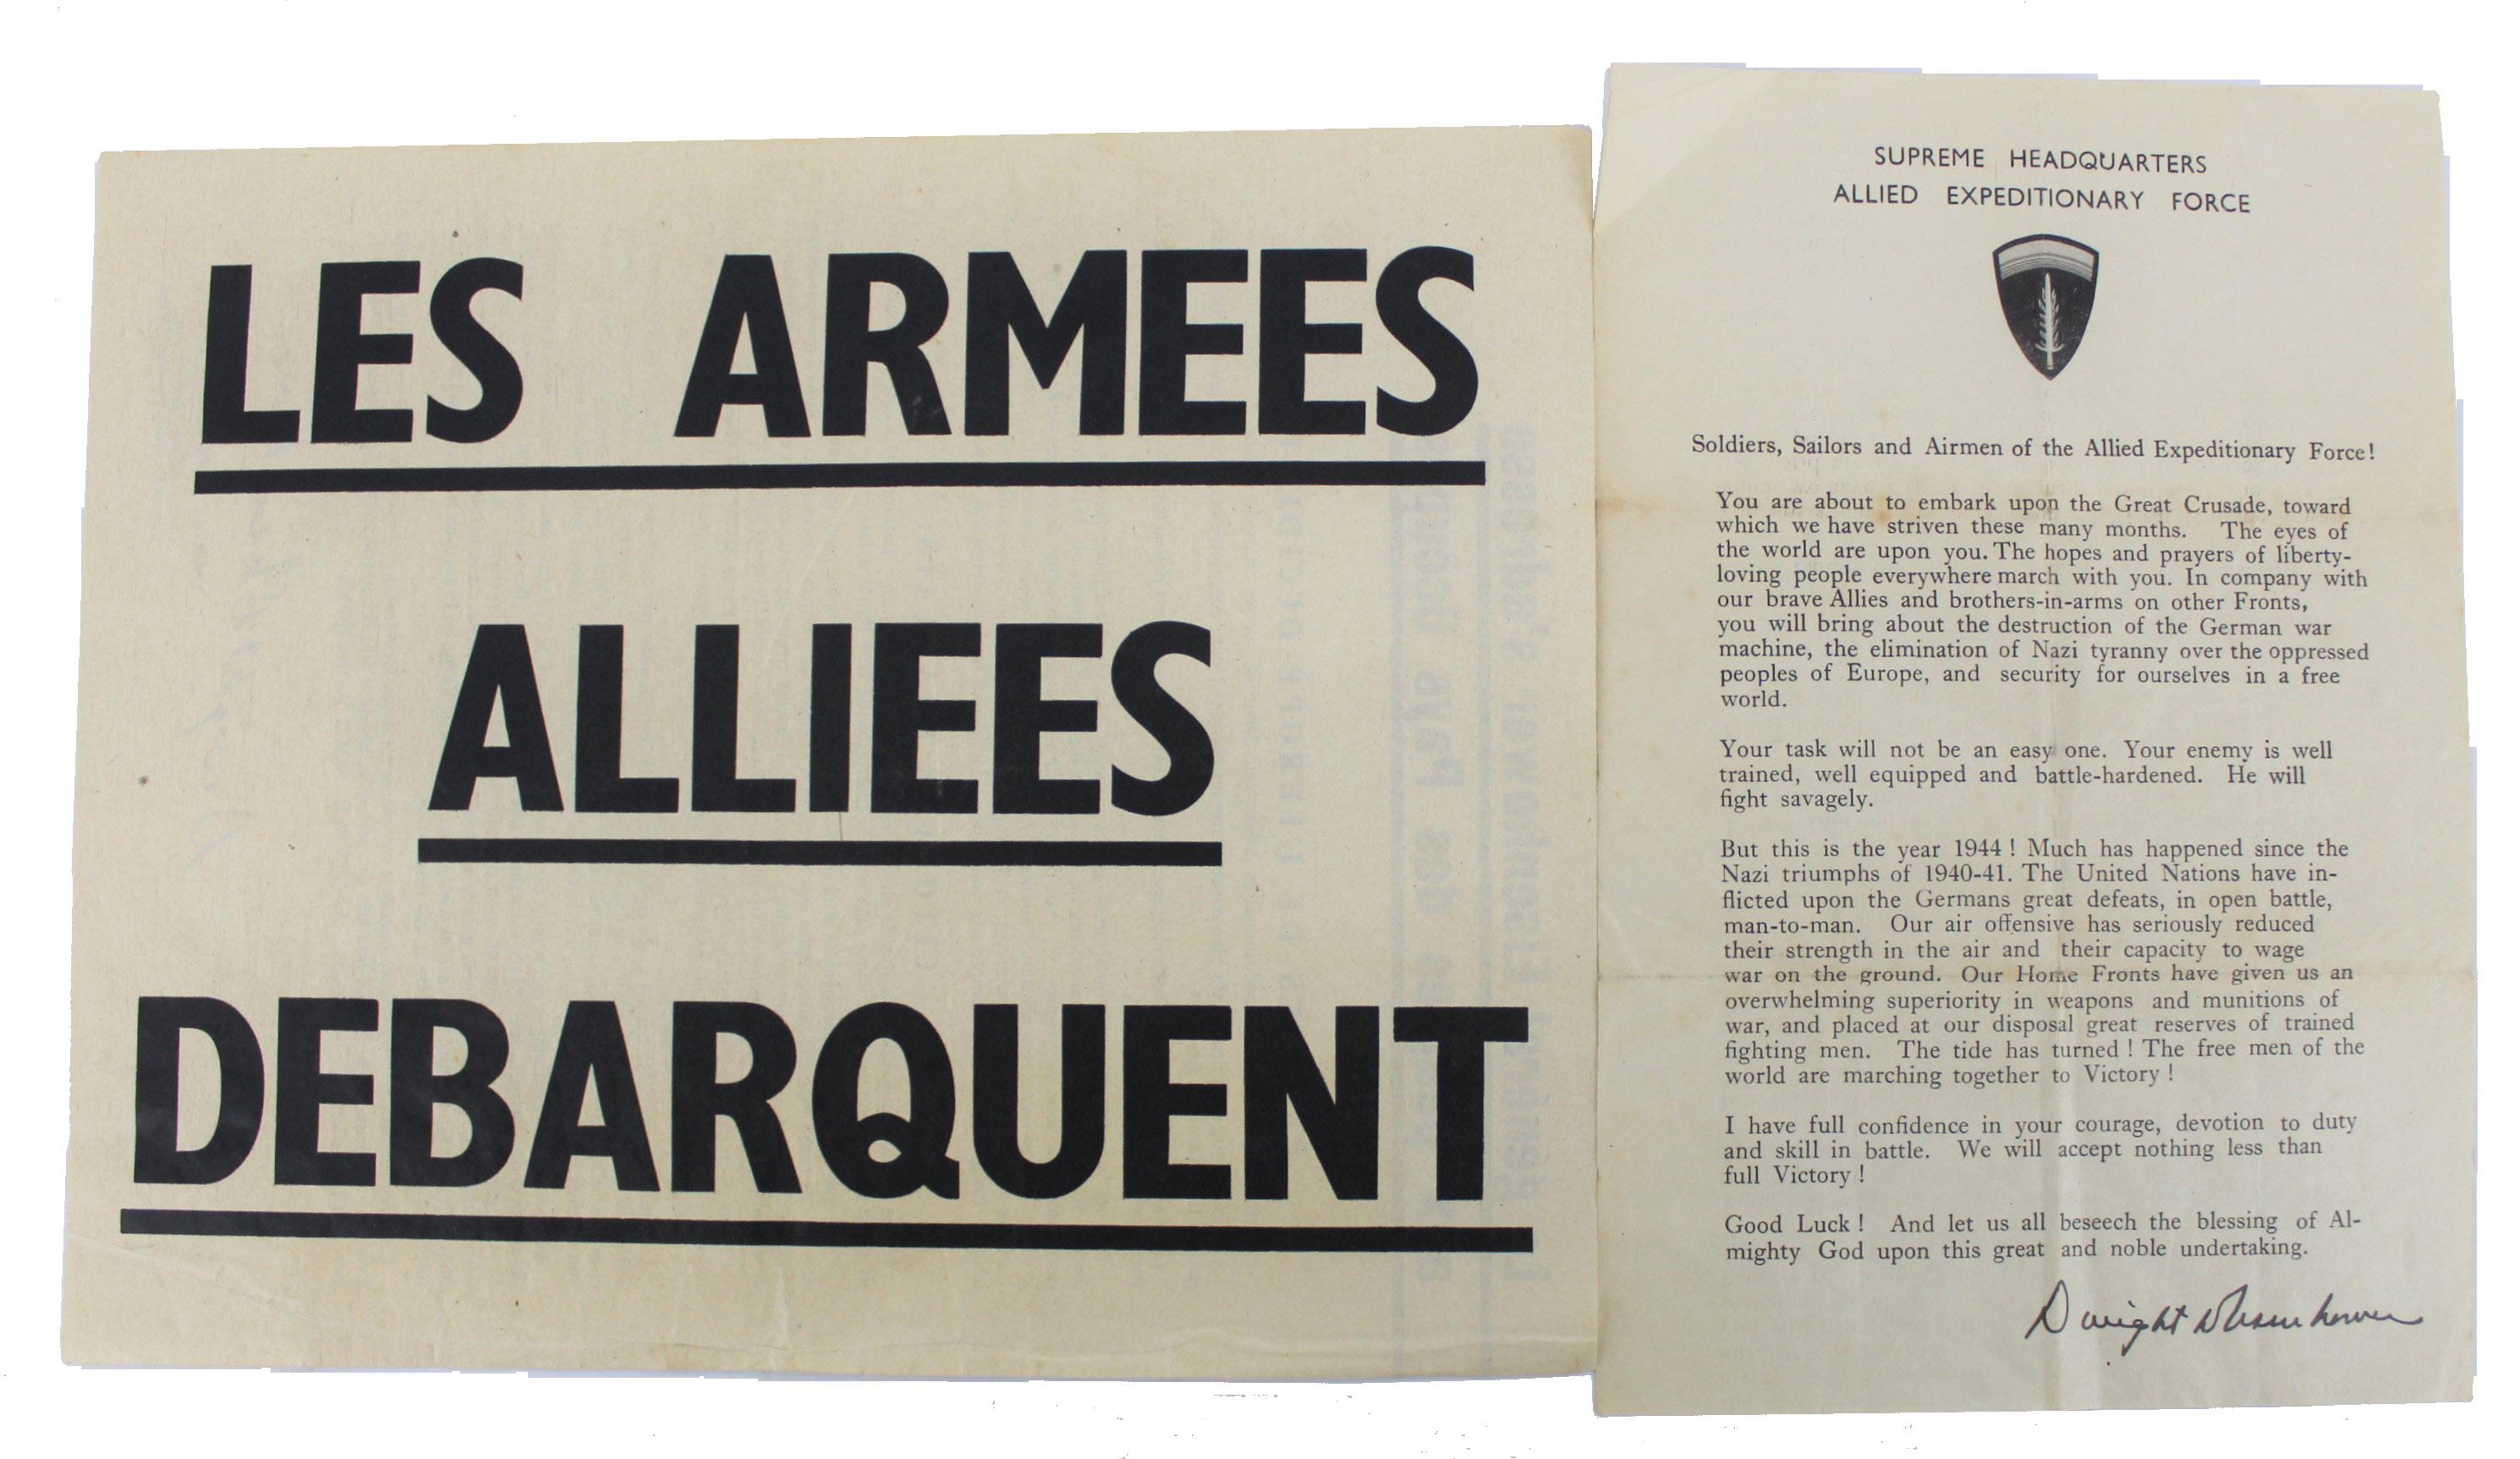 LES ARMEES
ALLIEES
DEBARQUENT
SUPREME HEADQUARTERS
ALLIED EXPEDITIONARY FORCE
Soldiers, Sailors and Airmen of the Allied Expeditionary Force!
You are about to embark upon the Great Crusade, toward
which we have striven these many months. The eyes of
the world are upon you. The hopes and prayers of liberty-
loving people everywhere march with you. In company with
our brave Allies and brothers-in-arms on other Fronts,
you will bring about the destruction of the German war
machine, the elimination of Nazi tyranny over the oppressed
peoples of Europe, and security for ourselves in a free
world.
Your task will not be an easy one. Your enemy is well
trained, well equipped and battle-hardened. He will
fight savagely.
But this is the year 1944 ! Much has happened since the
Nazi triumphs of 1940-41. The United Nations have in-
flicted upon the Germans great defeats, in open battle,
man-to-man. Our air offensive has seriously reduced
their strength in the air and their capacity to wage
war on the ground. Our Home Fronts have given us an
overwhelming superiority in weapons and munitions of
war, and placed at our disposal great reserves of trained
fighting men. The tide has turned ! The free men of the
world are marching together to Victory !
I have full confidence in your courage, devotion to duty
and skill in battle. We will accept nothing less than
full Victory !
Good Luck ! And let us all beseech the blessing of Al-
mighty God upon this great and noble undertaking.
Dwight D Eisenhower